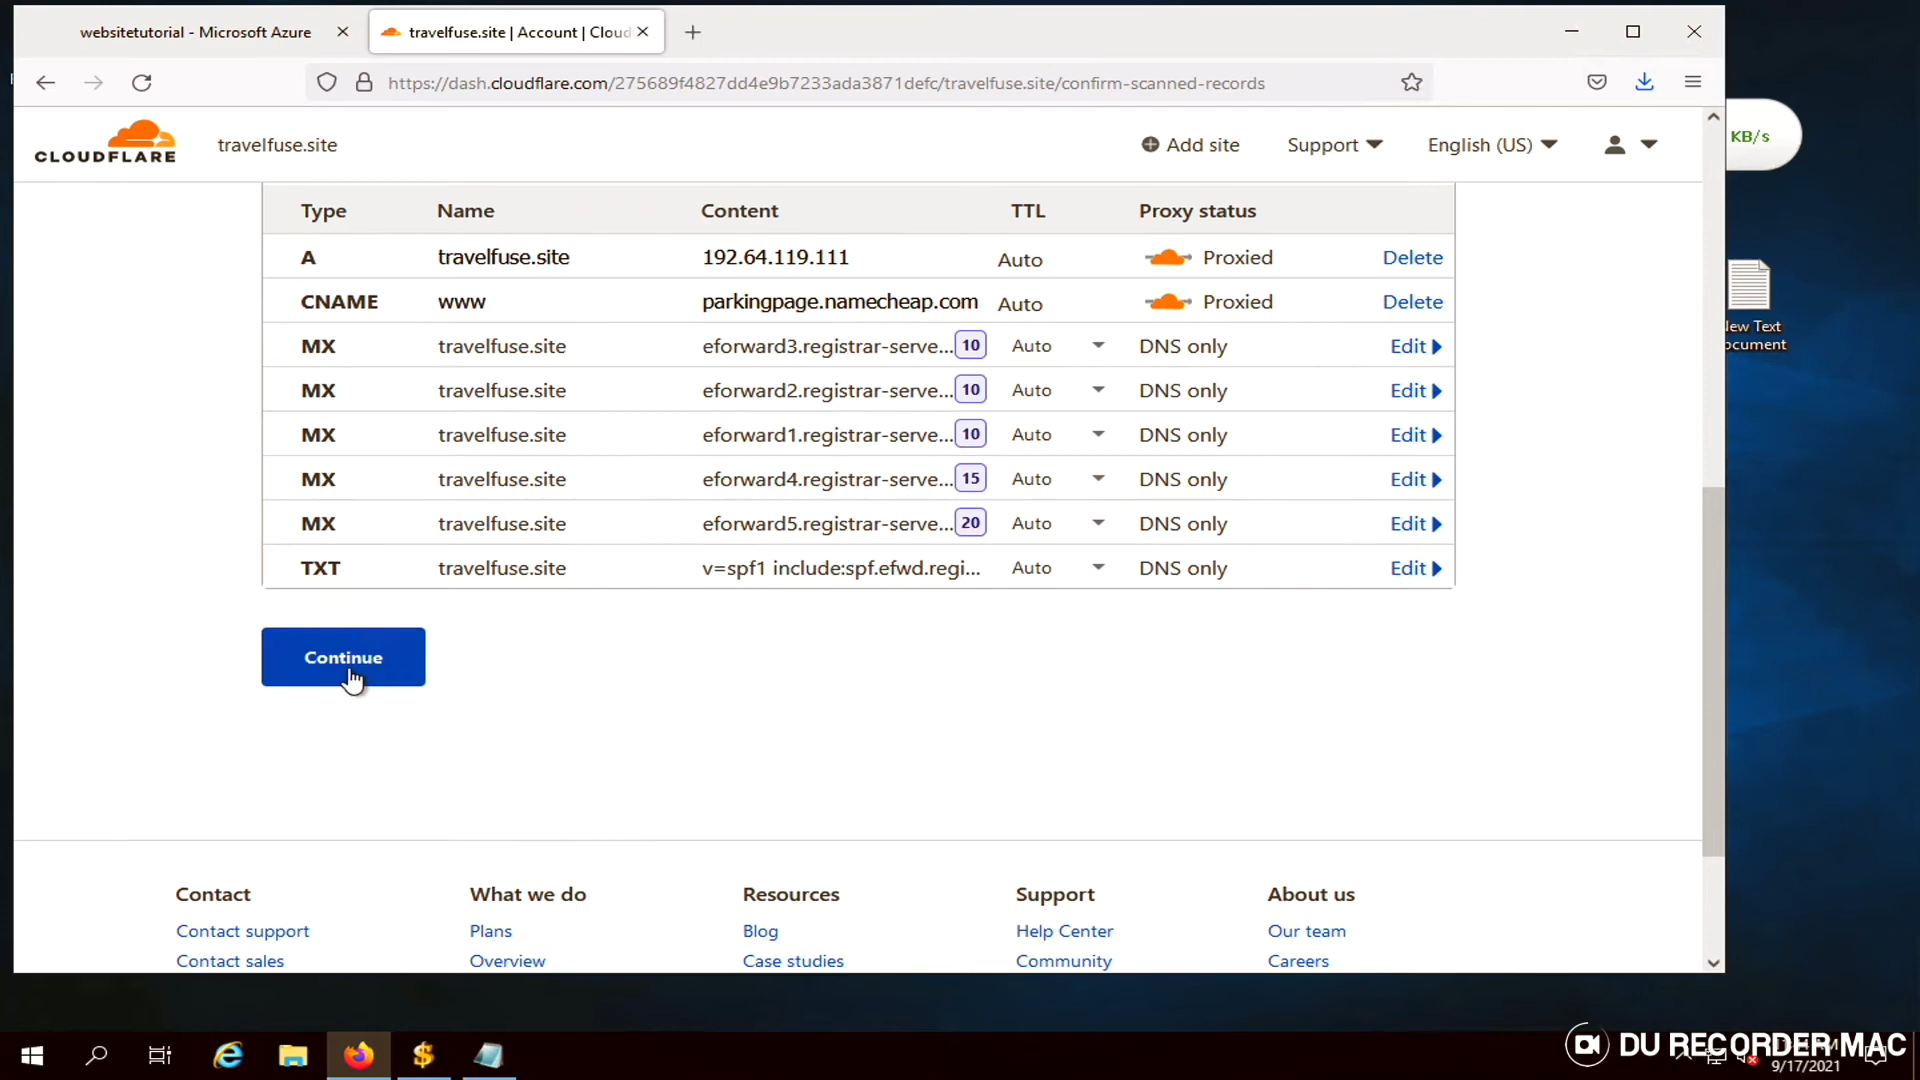 websitetutorial - Microsoft Azure
travelfuse.site | Account | Cloud
https://dash.cloudflare.com/275689f4827dd4e9b7233ada3871defc/travelfuse.site/confirm-scanned-records
KB/s
CLOUDFLARE
travelfuse.site
Add site
Support
English (US)
Type Name Content TTL Proxy status
A travelfuse.site 192.64.119.111 Auto Proxied Delete
CNAME www parkingpage.namecheap.com Auto Proxied Delete
MX travelfuse.site eforward3.registrar-serve... 10 Auto DNS only Edit
MX travelfuse.site eforward2.registrar-serve... 10 Auto DNS only Edit
MX travelfuse.site eforward1.registrar-serve... 10 Auto DNS only Edit
MX travelfuse.site eforward4.registrar-serve... 15 Auto DNS only Edit
MX travelfuse.site eforward5.registrar-serve... 20 Auto DNS only Edit
TXT travelfuse.site v=spf1 include:spf.efwd.regi... Auto DNS only Edit
New Text
Document
Continue
Contact What we do Resources Support About us
Contact support Plans Blog Help Center Our team
Contact sales Overview Case studies Community Careers
DU RECORDER MAC
9/17/2021